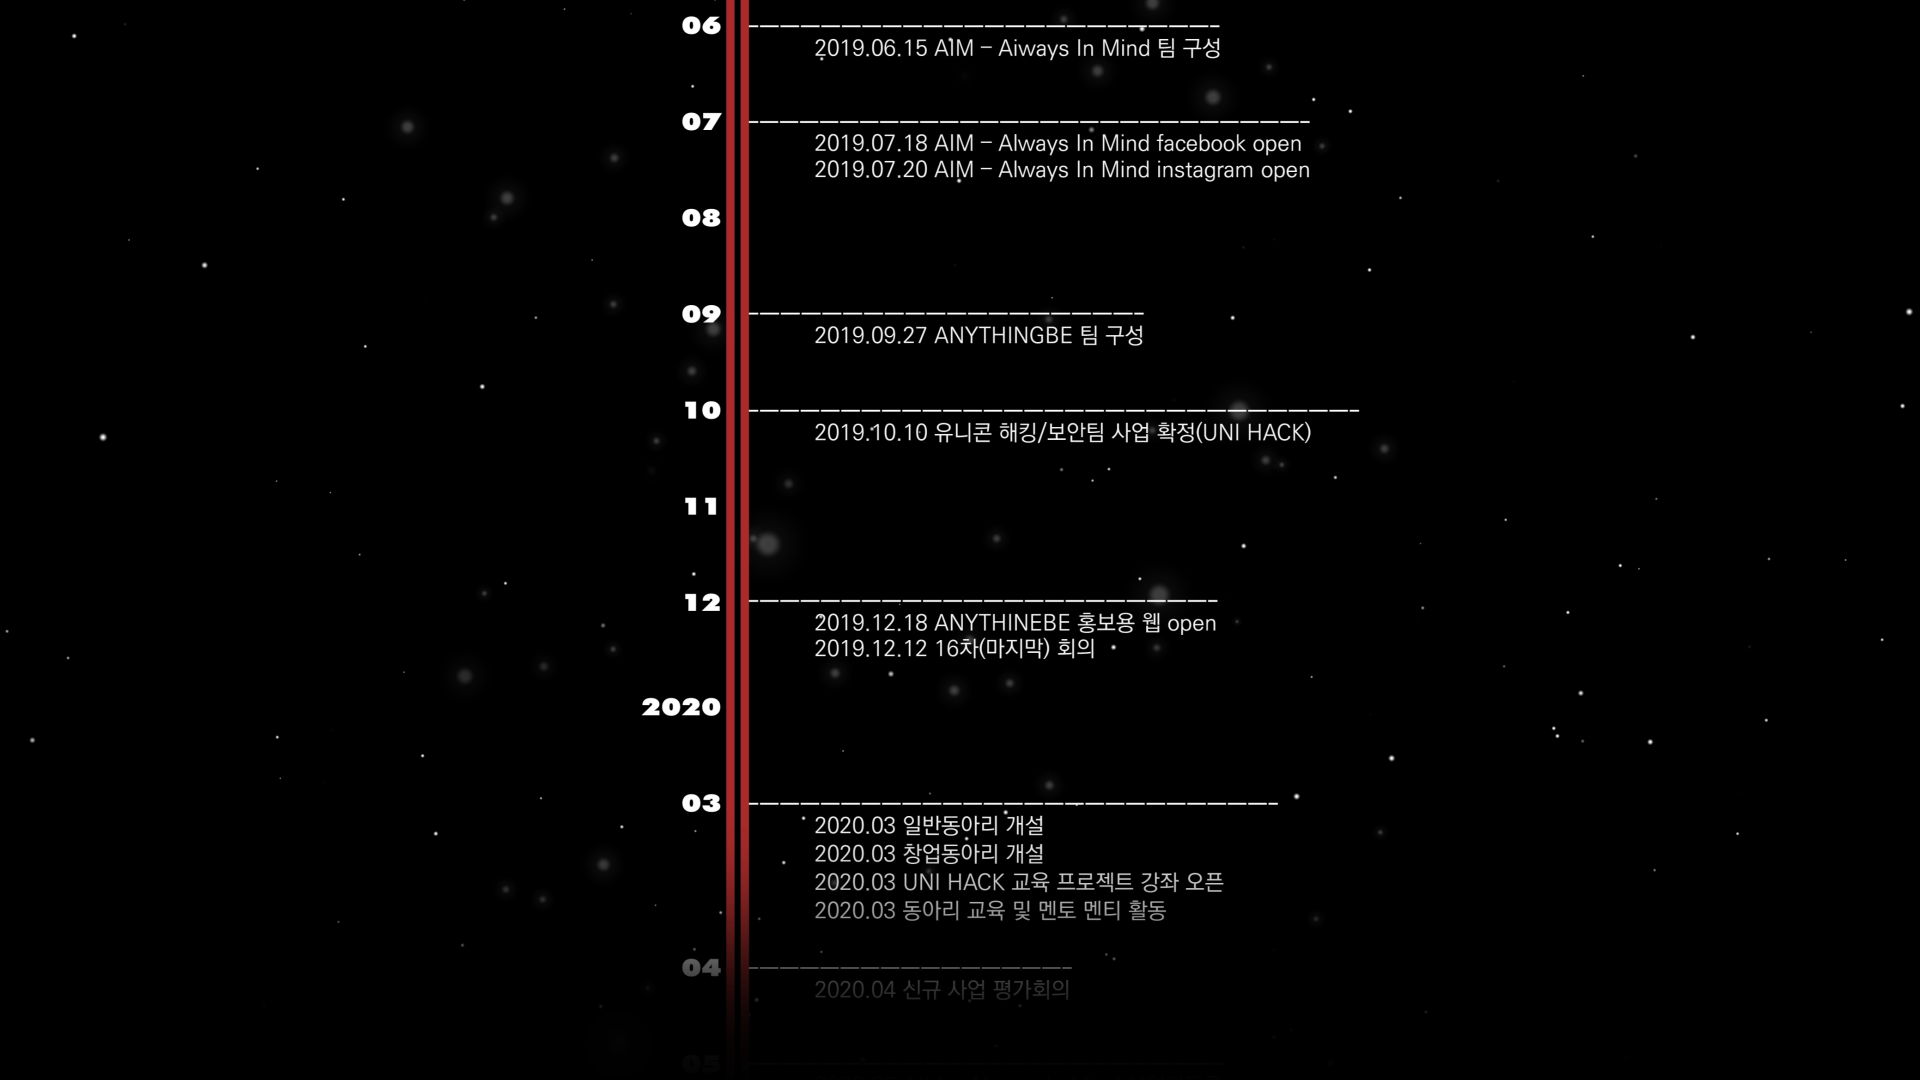 06
2019.06.15 AIM – Aiways In Mind 팀 구성
07
2019.07.18 AIM – Always In Mind facebook open
2019.07.20 AIM – Always In Mind instagram open
08
09
2019.09.27 ANYTHINGBE 팀 구성
10
2019.10.10 유니콘 해킹/보안팀 사업 확정(UNI HACK)
11
12
2019.12.18 ANYTHINEBE 홍보용 웹 open
2019.12.12 16차(마지막) 회의
2020
03
2020.03 일반동아리 개설
2020.03 창업동아리 개설
2020.03 UNI HACK 교육 프로젝트 강좌 오픈
2020.03 동아리 교육 및 멘토 멘티 활동
04
2020.04 신규 사업 평가회의
05